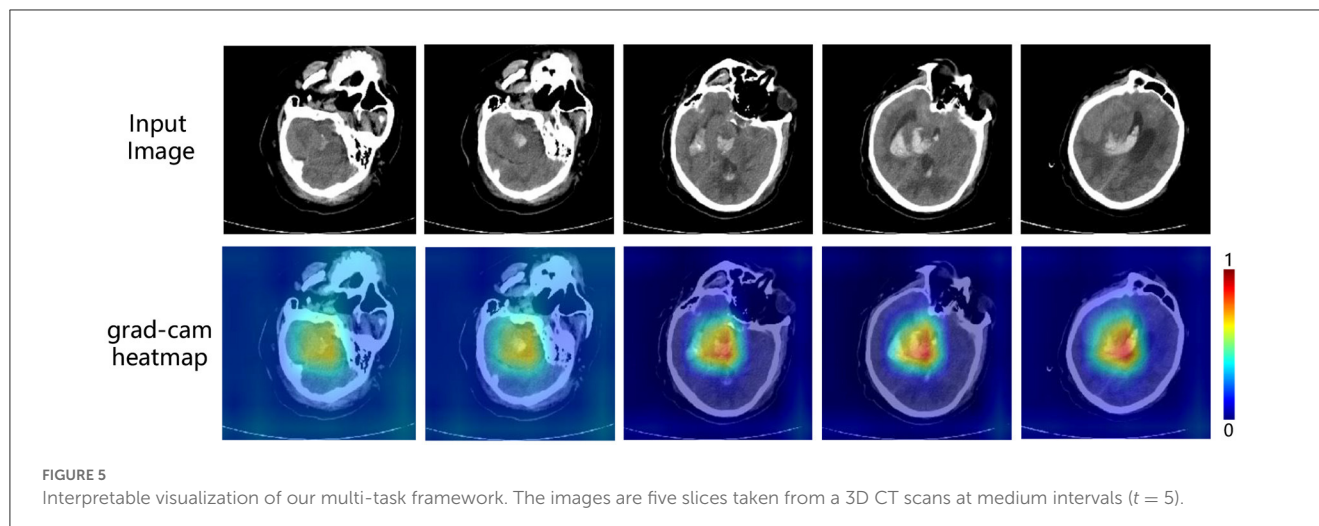 Input
Image
grad-cam
heatmap
1
0
FIGURE 5
Interpretable visualization of our multi-task framework. The images are five slices taken from a 3D CT scans at medium intervals (t = 5).